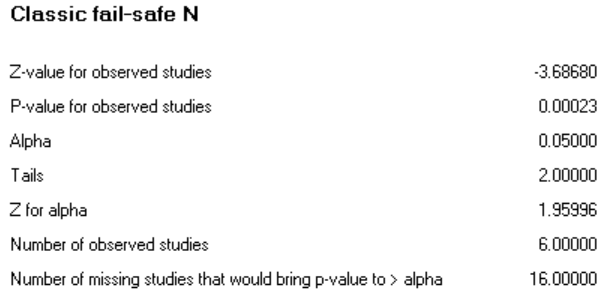 Classic fail-safe N
Z-value for observed studies -3.68680
P-value for observed studies 0.00023
Alpha 0.05000
Tails 2.00000
Z for alpha 1.95996
Number of observed studies 6.00000
Number of missing studies that would bring p-value to > alpha 16.00000